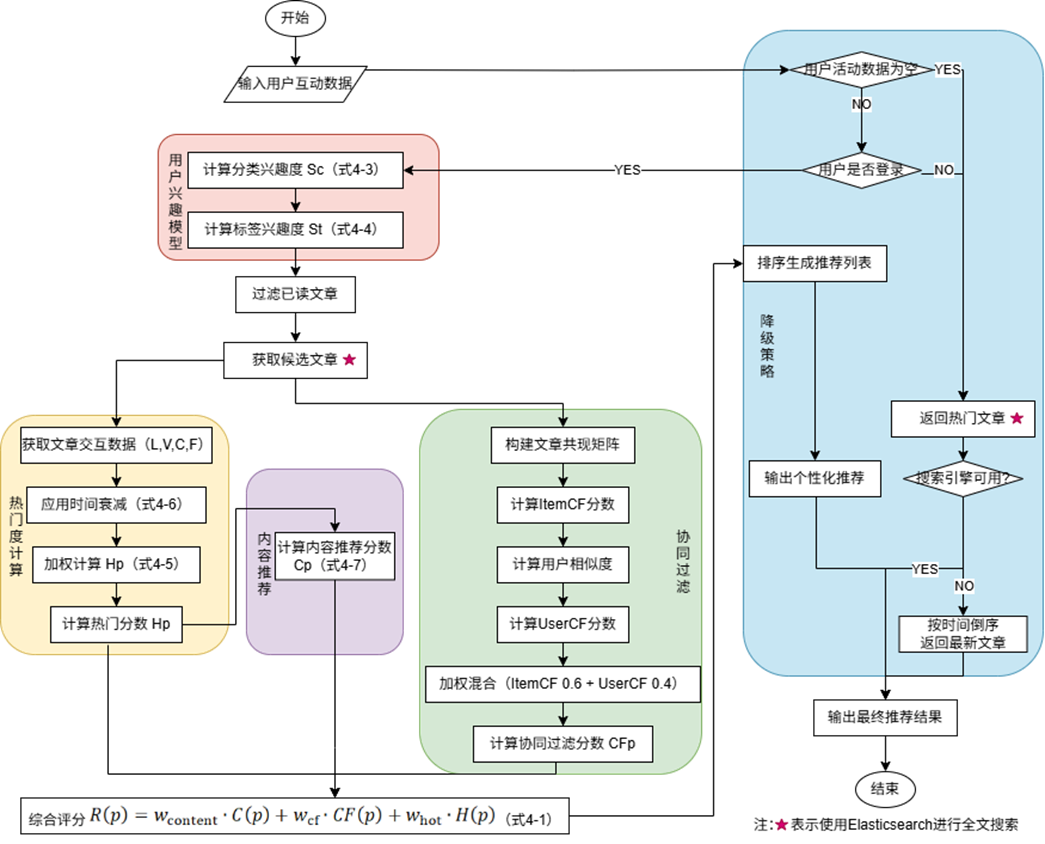 开始
输入用户互动数据
用户活动数据为空
YES
NO
用户是否登录
NO
YES
用户兴趣模型
计算分类兴趣度 Sc（式4-3）
计算标签兴趣度 St（式4-4）
过滤已读文章
获取候选文章 ★
热门度计算
获取文章交互数据（L,V,C,F）
应用时间衰减（式4-6）
加权计算 Hp（式4-5）
计算热门分数 Hp
内容推荐
计算内容推荐分数
Cp（式4-7）
协同过滤
构建文章共现矩阵
计算ItemCF分数
计算用户相似度
计算UserCF分数
加权混合（ItemCF 0.6 + UserCF 0.4）
计算协同过滤分数 CFp
综合评分 R(p) = w_content · C(p) + w_cf · CF(p) + w_hot · H(p)（式4-1）
降级策略
排序生成推荐列表
输出个性化推荐
返回热门文章 ★
搜索引擎可用?
YES
NO
按时间倒序
返回最新文章
输出最终推荐结果
结束
注：★表示使用Elasticsearch进行全文搜索